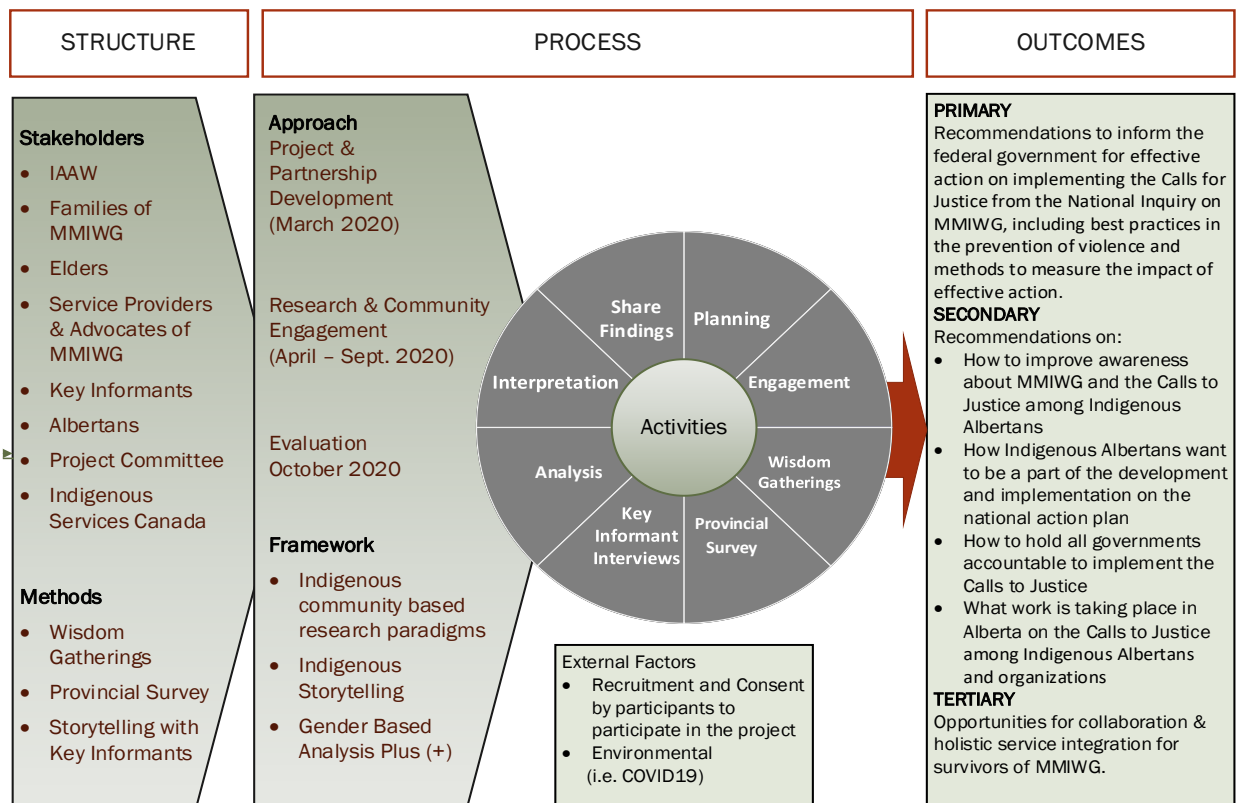 STRUCTURE
PROCESS
OUTCOMES
Stakeholders
• IAAW
• Families of
MMIWG
• Elders
• Service Providers
& Advocates of
MMIWG
• Key Informants
• Albertans
• Project Committee
• Indigenous
Services Canada
Methods
• Wisdom
Gatherings
• Provincial Survey
• Storytelling with
Key Informants
Approach
Project &
Partnership
Development
(March 2020)
Research & Community
Engagement
(April – Sept. 2020)
Evaluation
October 2020
Framework
• Indigenous
community based
research paradigms
• Indigenous
Storytelling
• Gender Based
Analysis Plus (+)
Activities
Planning
Engagement
Wisdom
Gatherings
Provincial
Survey
Key
Informant
Interviews
Analysis
Interpretation
Share
Findings
External Factors
• Recruitment and Consent
by participants to
participate in the project
• Environmental
(i.e. COVID19)
PRIMARY
Recommendations to inform the
federal government for effective
action on implementing the Calls for
Justice from the National Inquiry on
MMIWG, including best practices in
the prevention of violence and
methods to measure the impact of
effective action.
SECONDARY
Recommendations on:
• How to improve awareness
about MMIWG and the Calls to
Justice among Indigenous
Albertans
• How Indigenous Albertans want
to be a part of the development
and implementation on the
national action plan
• How to hold all governments
accountable to implement the
Calls to Justice
• What work is taking place in
Alberta on the Calls to Justice
among Indigenous Albertans
and organizations
TERTIARY
Opportunities for collaboration &
holistic service integration for
survivors of MMIWG.